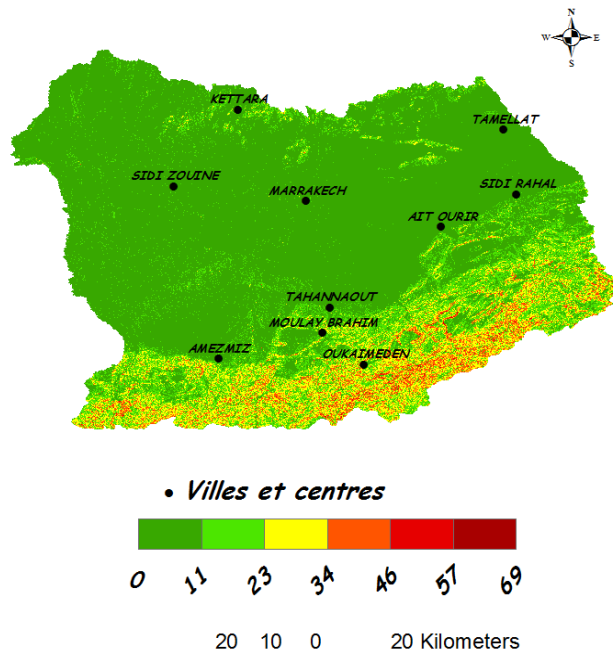 N
W E
S
KETTARA
TAMELLAT
SIDI ZOUINE
SIDI RAHAL
MARRAKECH
AIT OURIR
TAHANNAOUT
MOULAY BRAHIM
AMEZMIZ
OUKAIMEDEN
Villes et centres
0 11 23 34 46 57 69
20 10 0 20 Kilometers